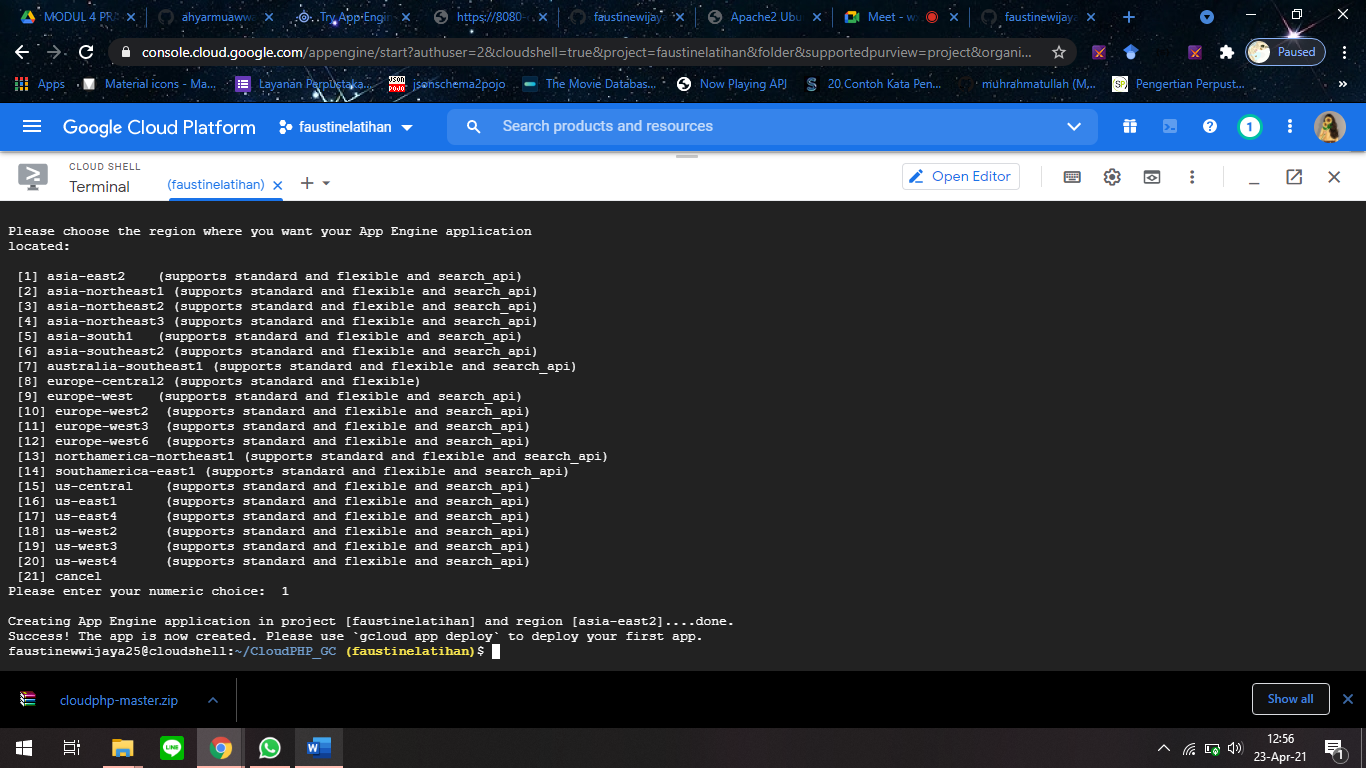 MODUL 4 PRA
ahyarmuawwa
Try App Engin
https://8080-
faustinewijaya
Apache2 Ubu
Meet - w
faustinewijaya
console.cloud.google.com/appengine/start?authuser=2&cloudshell=true&project=faustinelatihan&folder&supportedpurview=project&organi...
Paused
Apps
Material icons - Ma...
Layanan Perpustaka...
jsonschema2pojo
The Movie Databas...
Now Playing APJ
20 Contoh Kata Pen...
muhrahmatullah (M,...
Pengertian Perpust...
»
Google Cloud Platform
faustinelatihan
Search products and resources
1
CLOUD SHELL
Terminal
(faustinelatihan)
Open Editor
Please choose the region where you want your App Engine application
located:
[1] asia-east2 (supports standard and flexible and search_api)
[2] asia-northeast1 (supports standard and flexible and search_api)
[3] asia-northeast2 (supports standard and flexible and search_api)
[4] asia-northeast3 (supports standard and flexible and search_api)
[5] asia-south1 (supports standard and flexible and search_api)
[6] asia-southeast2 (supports standard and flexible and search_api)
[7] australia-southeast1 (supports standard and flexible and search_api)
[8] europe-central2 (supports standard and flexible)
[9] europe-west (supports standard and flexible and search_api)
[10] europe-west2 (supports standard and flexible and search_api)
[11] europe-west3 (supports standard and flexible and search_api)
[12] europe-west6 (supports standard and flexible and search_api)
[13] northamerica-northeast1 (supports standard and flexible and search_api)
[14] southamerica-east1 (supports standard and flexible and search_api)
[15] us-central (supports standard and flexible and search_api)
[16] us-east1 (supports standard and flexible and search_api)
[17] us-east4 (supports standard and flexible and search_api)
[18] us-west2 (supports standard and flexible and search_api)
[19] us-west3 (supports standard and flexible and search_api)
[20] us-west4 (supports standard and flexible and search_api)
[21] cancel
Please enter your numeric choice: 1
Creating App Engine application in project [faustinelatihan] and region [asia-east2]....done.
Success! The app is now created. Please use `gcloud app deploy` to deploy your first app.
faustinewwijaya25@cloudshell:~/CloudPHP_GC (faustinelatihan)$
cloudphp-master.zip
Show all
LINE
12:56
23-Apr-21
1